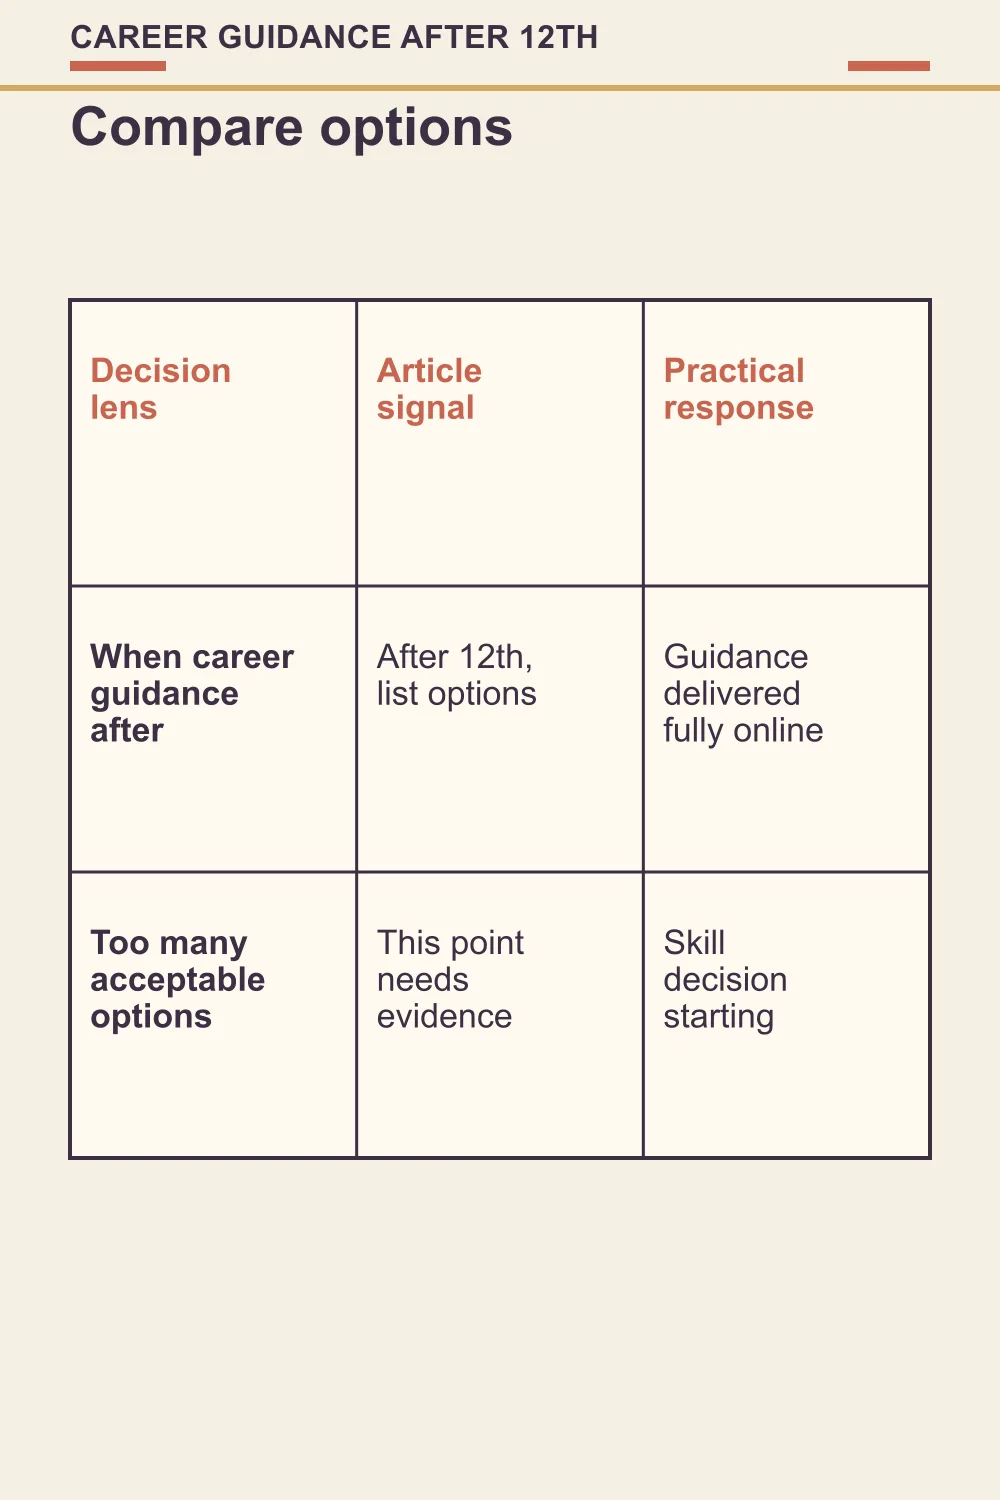 CAREER GUIDANCE AFTER 12TH
Compare options
Decision
lens
Article
signal
Practical
response
When career
guidance
after
After 12th,
list options
Guidance
delivered
fully online
Too many
acceptable
options
This point
needs
evidence
Skill
decision
starting